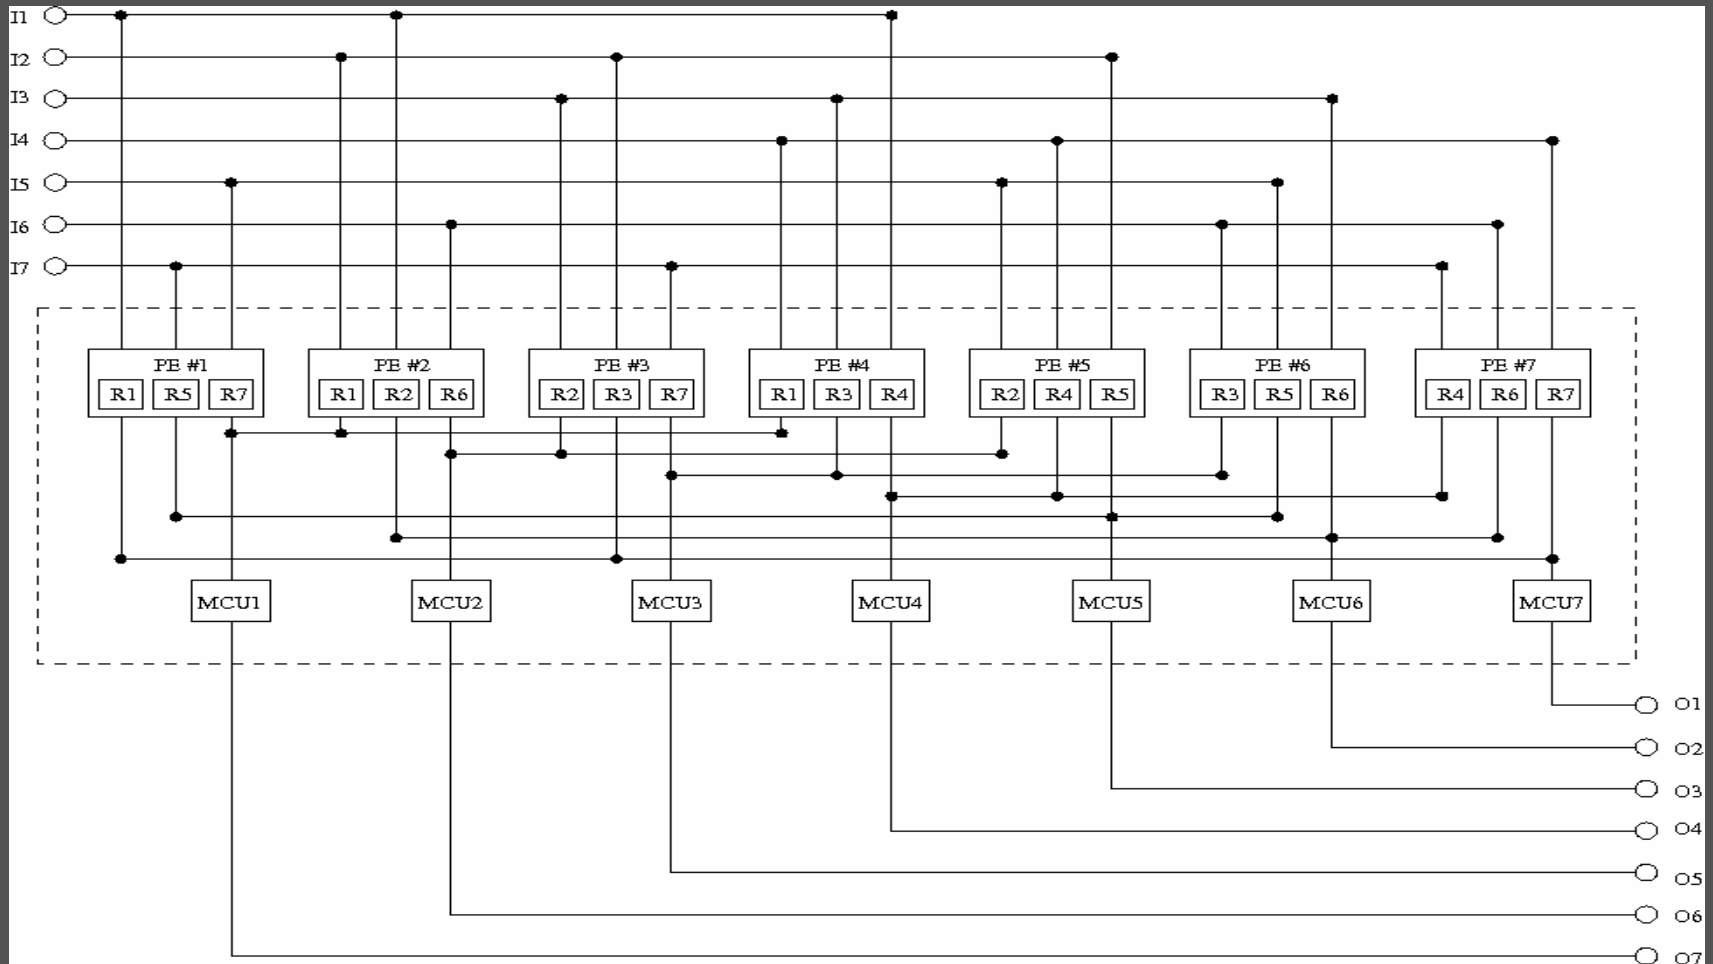 I1
I2
I3
I4
I5
I6
I7
PE #1 PE #2 PE #3 PE #4 PE #5 PE #6 PE #7
R1 R5 R7 R1 R2 R6 R2 R3 R7 R1 R3 R4 R2 R4 R5 R3 R5 R6 R4 R6 R7
MCU1 MCU2 MCU3 MCU4 MCU5 MCU6 MCU7
O1
O2
O3
O4
O5
O6
O7